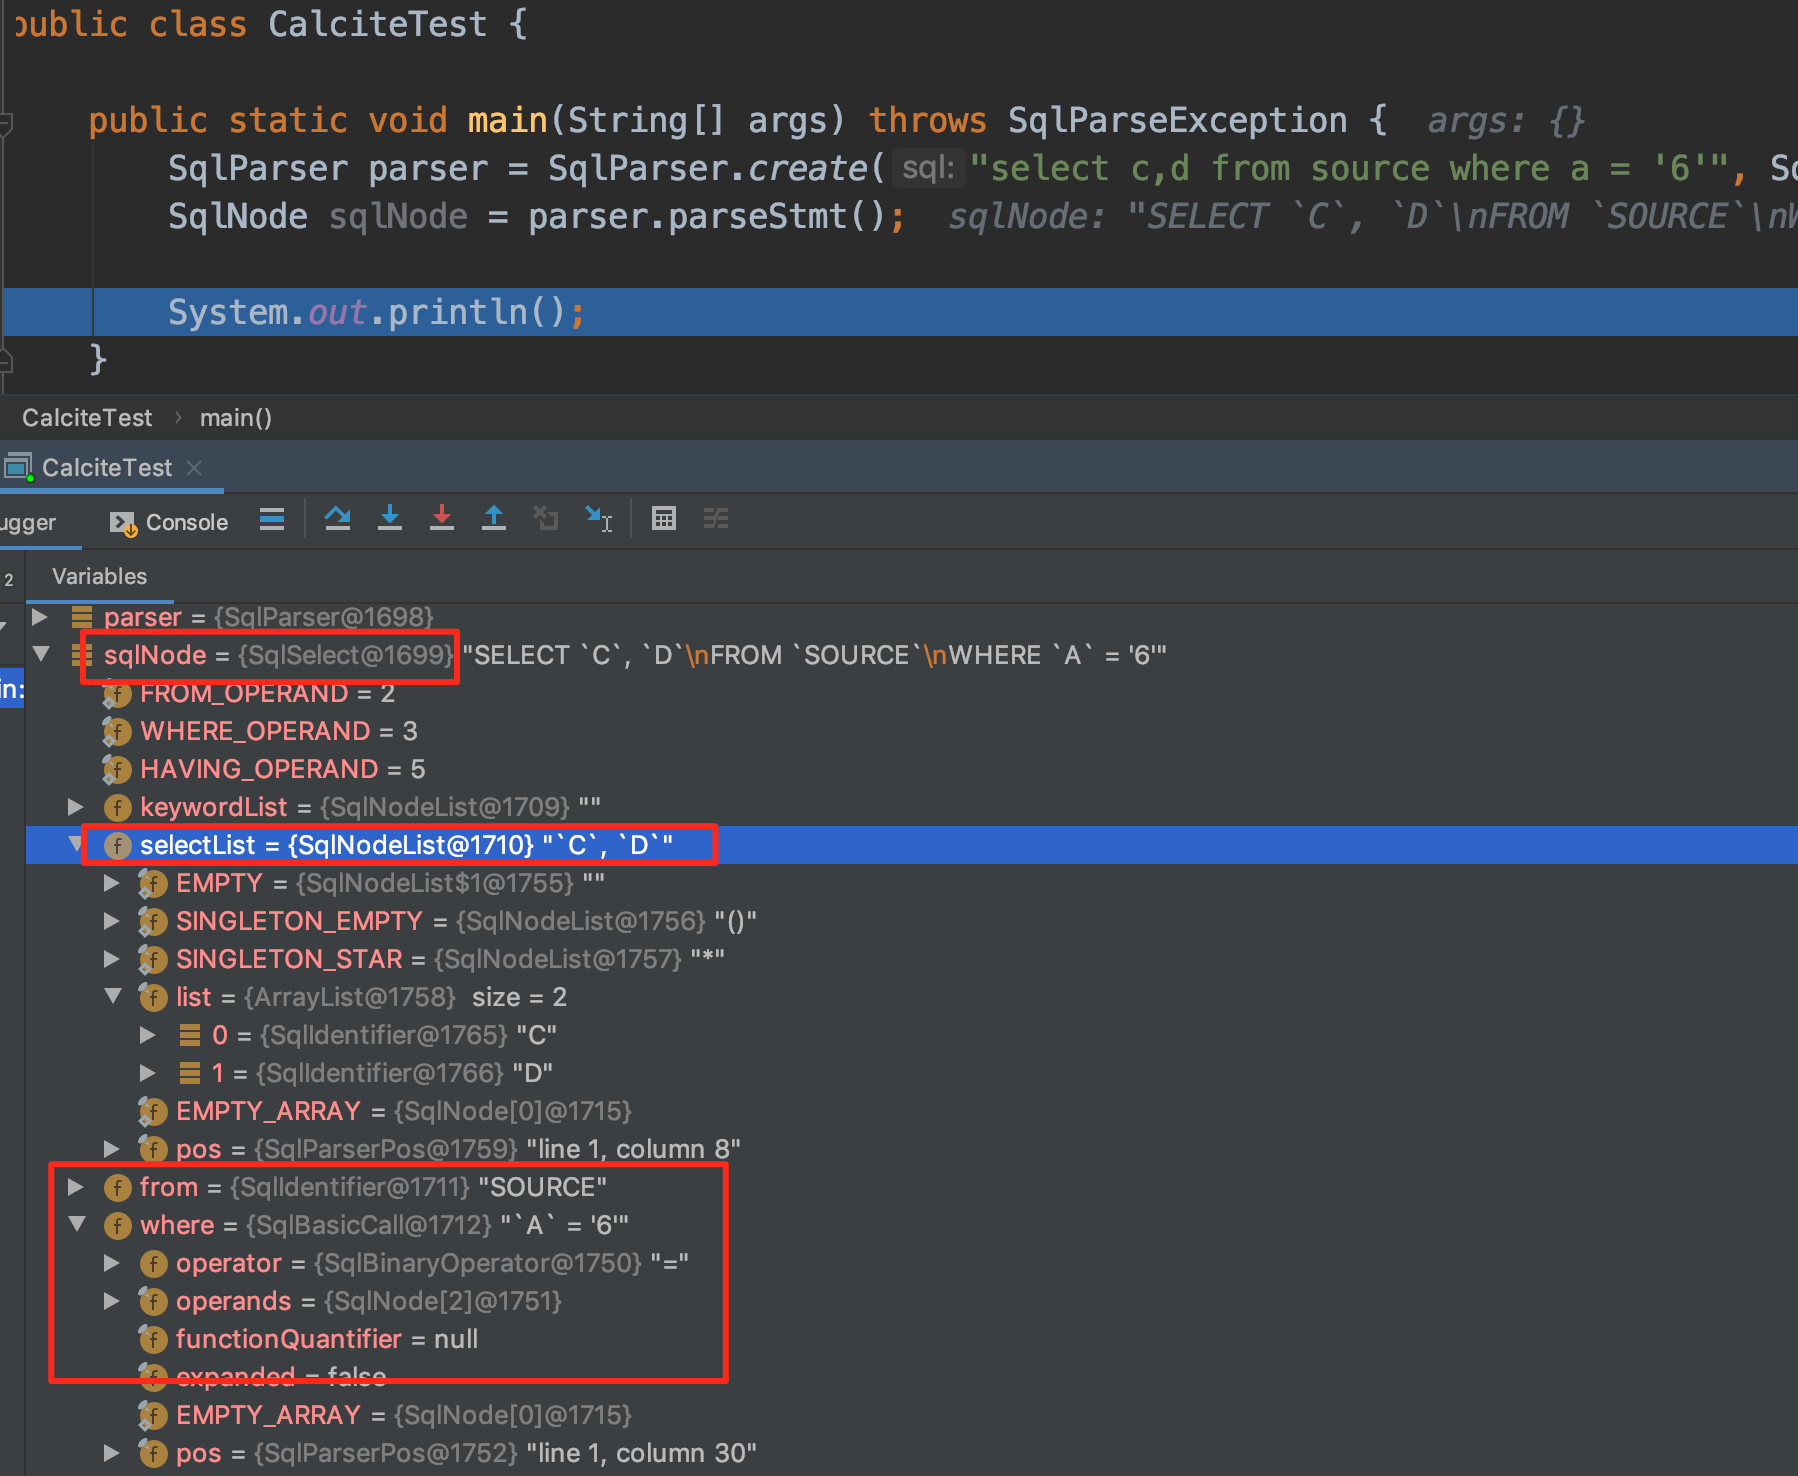 public class CalciteTest {
public static void main(String[] args) throws SqlParseException { args: {}
SqlParser parser = SqlParser.create( sql: "select c,d from source where a = '6'", Sq
SqlNode sqlNode = parser.parseStmt(); sqlNode: "SELECT `C`, `D`\nFROM `SOURCE`\nW
System.out.println();
}
CalciteTest › main()
CalciteTest
ugger Console
2 Variables
parser = {SqlParser@1698}
sqlNode = {SqlSelect@1699} "SELECT `C`, `D`\nFROM `SOURCE`\nWHERE `A` = '6'"
in: FROM_OPERAND = 2
WHERE_OPERAND = 3
HAVING_OPERAND = 5
keywordList = {SqlNodeList@1709} ""
selectList = {SqlNodeList@1710} "`C`, `D`"
EMPTY = {SqlNodeList$1@1755} ""
SINGLETON_EMPTY = {SqlNodeList@1756} "()"
SINGLETON_STAR = {SqlNodeList@1757} "*"
list = {ArrayList@1758} size = 2
0 = {SqlIdentifier@1765} "C"
1 = {SqlIdentifier@1766} "D"
EMPTY_ARRAY = {SqlNode[0]@1715}
pos = {SqlParserPos@1759} "line 1, column 8"
from = {SqlIdentifier@1711} "SOURCE"
where = {SqlBasicCall@1712} "`A` = '6'"
operator = {SqlBinaryOperator@1750} "="
operands = {SqlNode[2]@1751}
functionQuantifier = null
expanded = false
EMPTY_ARRAY = {SqlNode[0]@1715}
pos = {SqlParserPos@1752} "line 1, column 30"